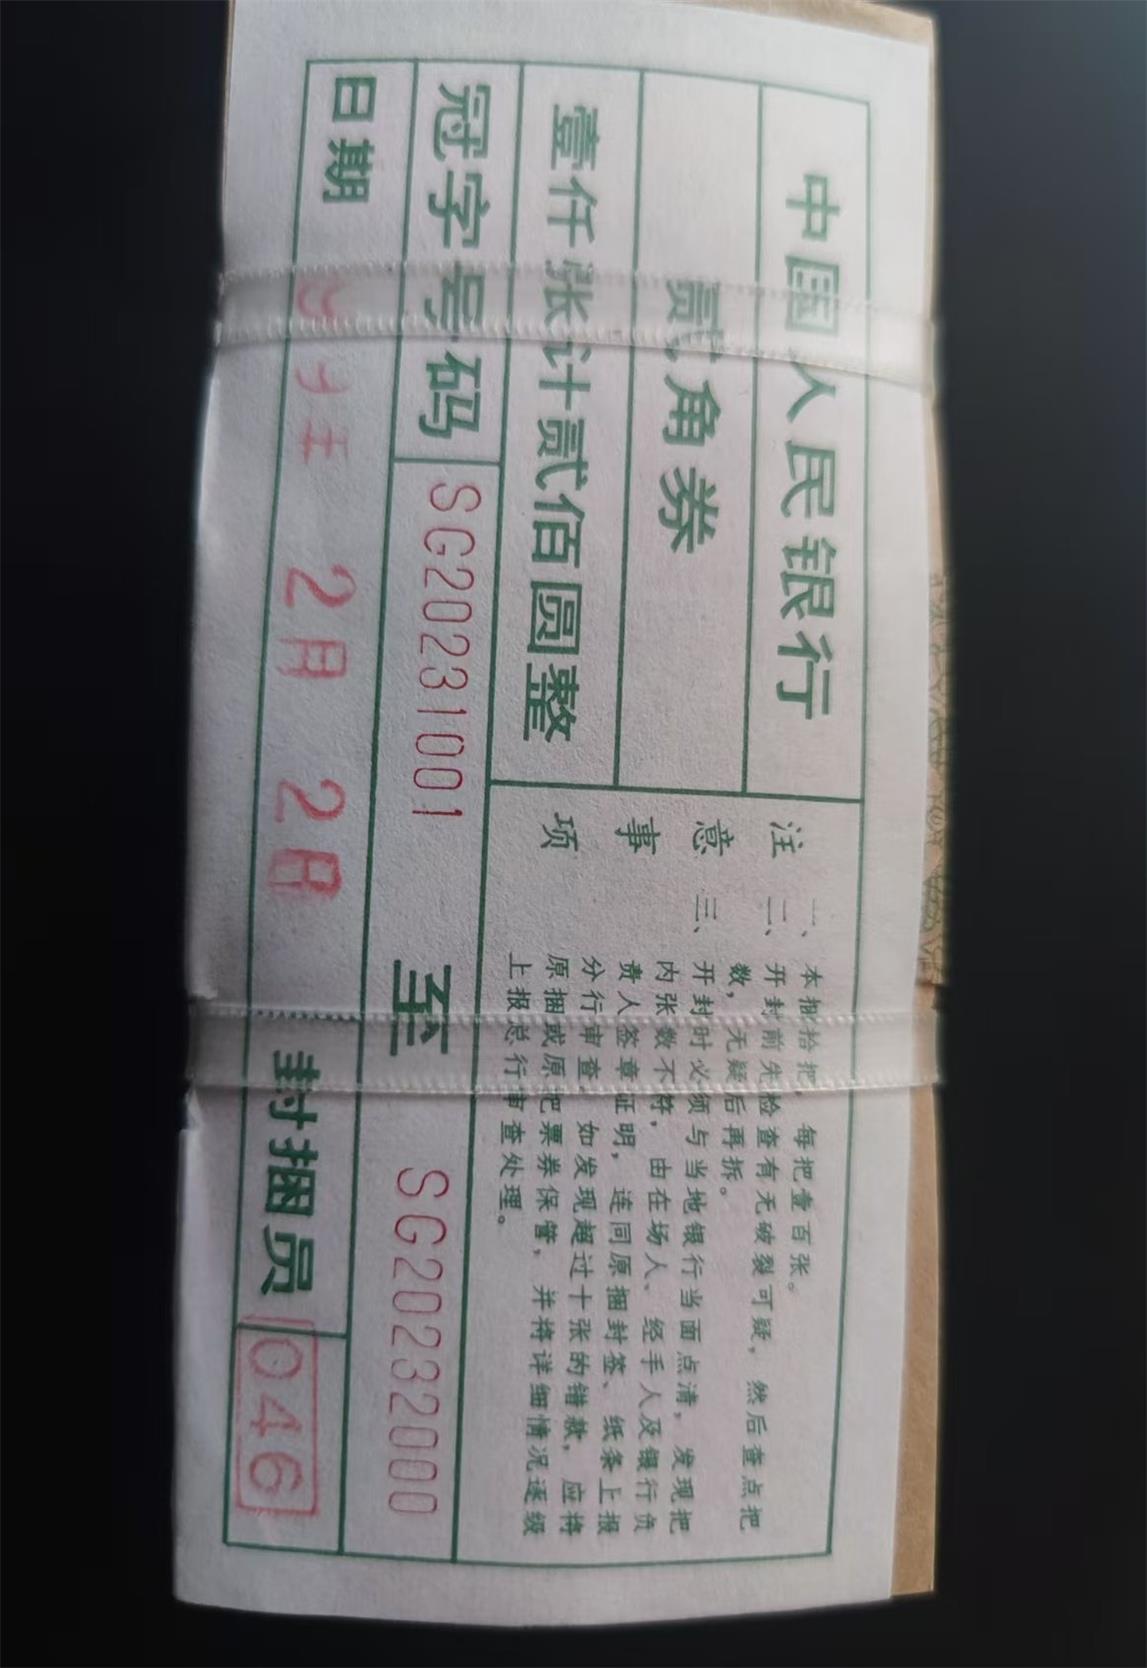 中国人民银行
贰角券
壹仟张计贰佰圆整
注意事项
一、本捆拾把，每把壹百张。
二、开封前先检查有无破裂可疑，然后查点把
数，无疑后再拆。
三、开封时必须与当地银行当面点清，发现把
内张数不符，由在场人、经手人及银行负
责人签章证明，连同原捆封签、纸条上报
分行审查。如发现超过十张的错款，应将
原捆或原把票券保管，并将详细情况逐级
上报总行审查处理。
冠字号码 SG20231001 至 SG20232000
日期 年 2月 2日 封捆员 046